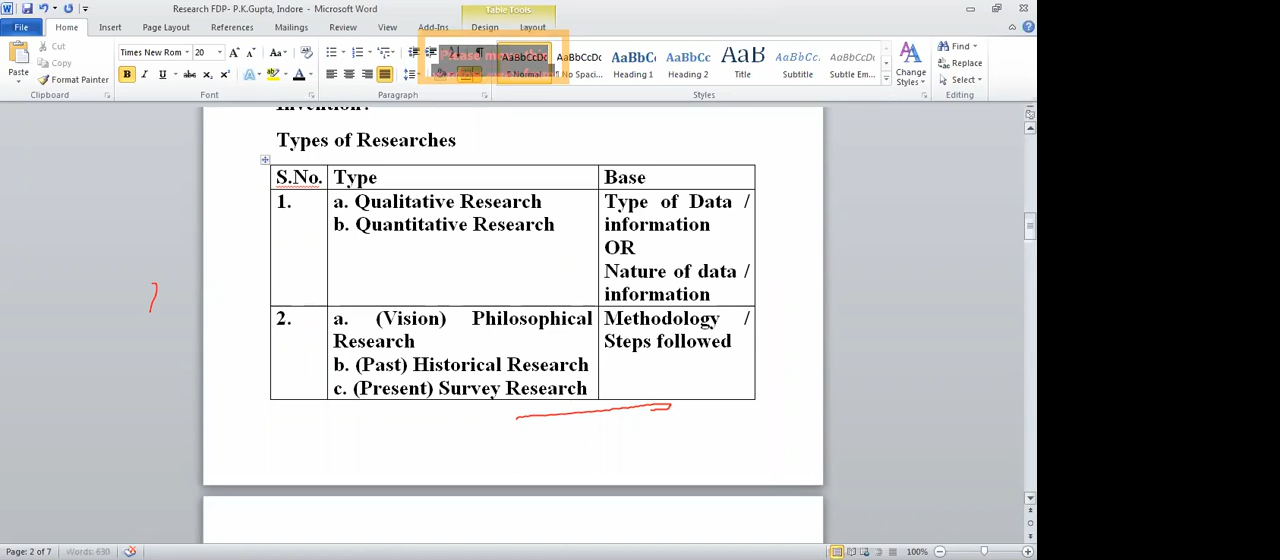 Research FDP- P.K.Gupta, Indore - Microsoft Word
Table Tools
File Home Insert Page Layout References Mailings Review View Add-Ins Design Layout
Cut
Copy
Format Painter
Paste
Clipboard
Times New Rom 20
Font
Paragraph
AaBbCcDc AaBbCcDc AaBbC AaBbCc AaB AaBbCc. AaBbCcDc
Normal No Spaci... Heading 1 Heading 2 Title Subtitle Subtle Em...
Change Styles
Styles
Find
Replace
Select
Editing
Invention?
Types of Researches
S.No. Type Base
1. a. Qualitative Research Type of Data /
b. Quantitative Research information
OR
Nature of data /
information
2. a. (Vision) Philosophical Methodology /
Research Steps followed
b. (Past) Historical Research
c. (Present) Survey Research
Page: 2 of 7 Words: 630 100%